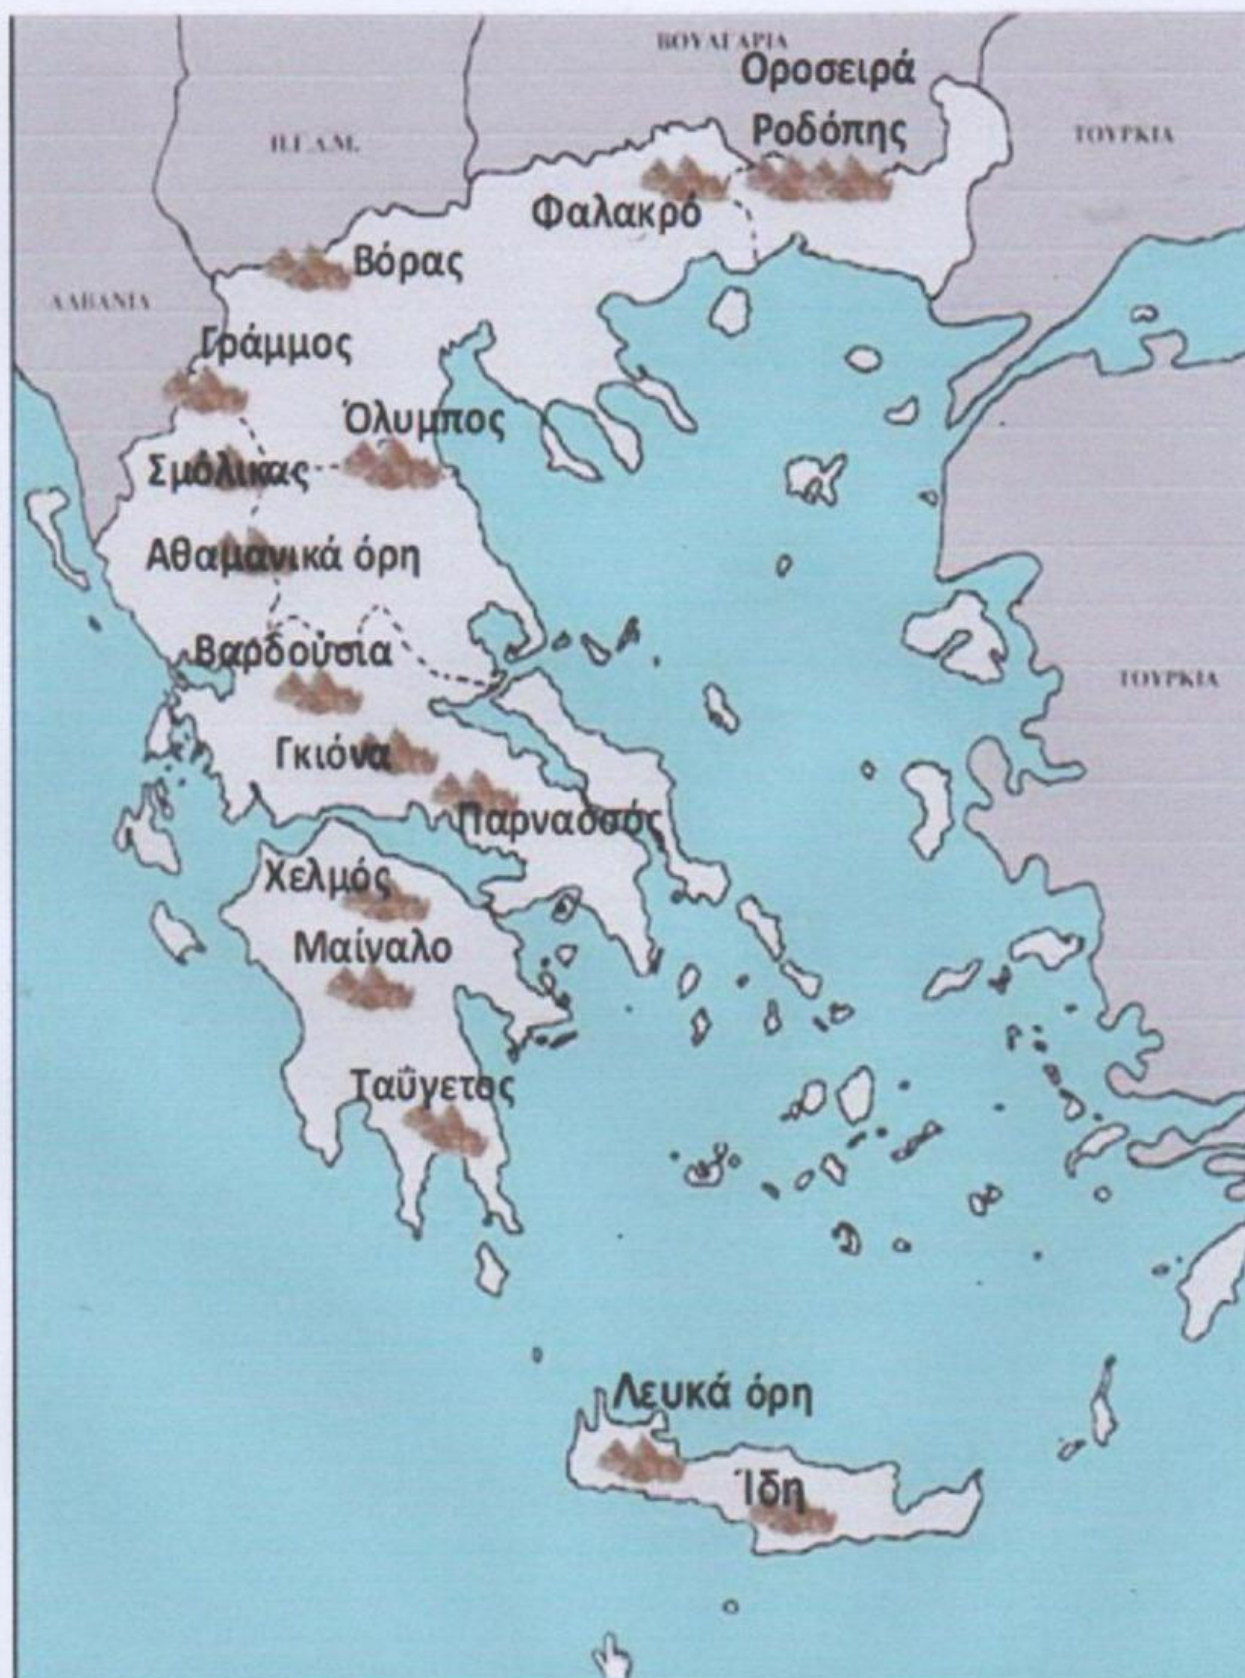 ΒΟΥΛΓΑΡΙΑ
Οροσειρά
Ροδόπης
ΤΟΥΡΚΙΑ
Π.Γ.Δ.Μ.
Φαλακρό
Βόρας
ΑΛΒΑΝΙΑ
Γράμμος
Όλυμπος
Σμόλικας
Αθαμανικά όρη
Βαρδούσια
ΤΟΥΡΚΙΑ
Γκιόνα
Παρνασσός
Χελμός
Μαίναλο
Ταΰγετος
Λευκά όρη
Ίδη